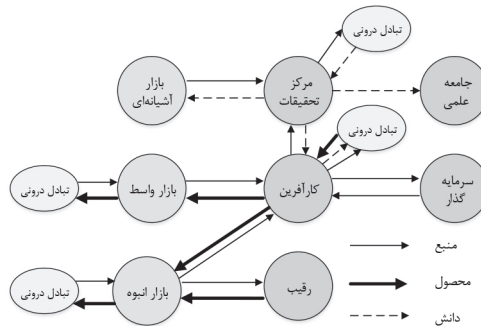 تبادل درونی
جامعه
علمی
مرکز
تحقیقات
بازار
آشیانه‌ای
تبادل درونی
سرمایه
گذار
کارآفرین
بازار واسط
تبادل درونی
منبع
محصول
دانش
رقیب
بازار انبوه
تبادل درونی